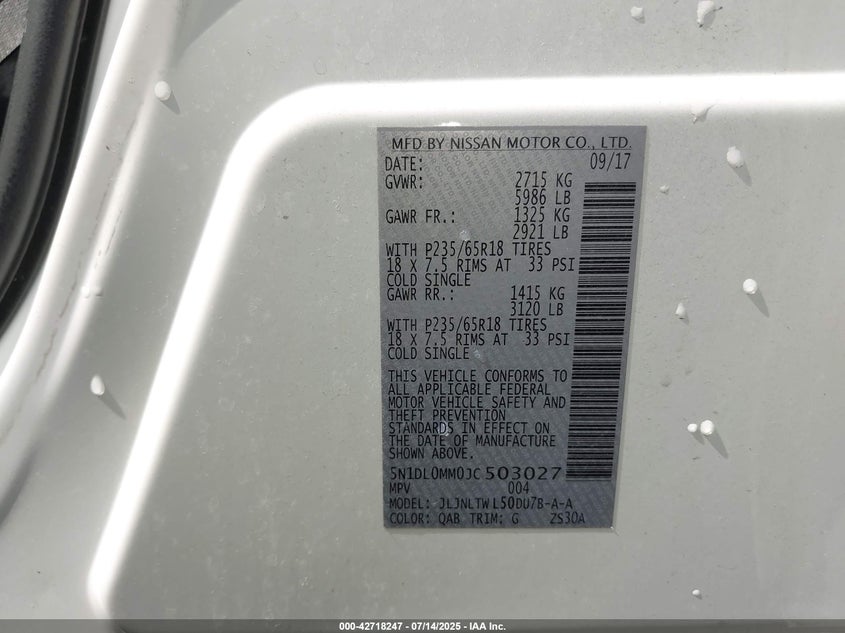 MFD BY NISSAN MOTOR CO., LTD.
DATE: 09/17
GVWR: 2715 KG
5986 LB
GAWR FR.: 1325 KG
2921 LB
WITH P235/65R18 TIRES
18 X 7.5 RIMS AT 33 PSI
COLD SINGLE
GAWR RR.: 1415 KG
3120 LB
WITH P235/65R18 TIRES
18 X 7.5 RIMS AT 33 PSI
COLD SINGLE
THIS VEHICLE CONFORMS TO
ALL APPLICABLE FEDERAL
MOTOR VEHICLE SAFETY AND
THEFT PREVENTION
STANDARDS IN EFFECT ON
THE DATE OF MANUFACTURE
SHOWN ABOVE.
5N1DL0MM0JC503027
MPV 004
MODEL: JLJNLTWL50DU7B-A-A
COLOR: QAB TRIM: G ZS30A
000-42718247 - 07/14/2025 - IAA Inc.